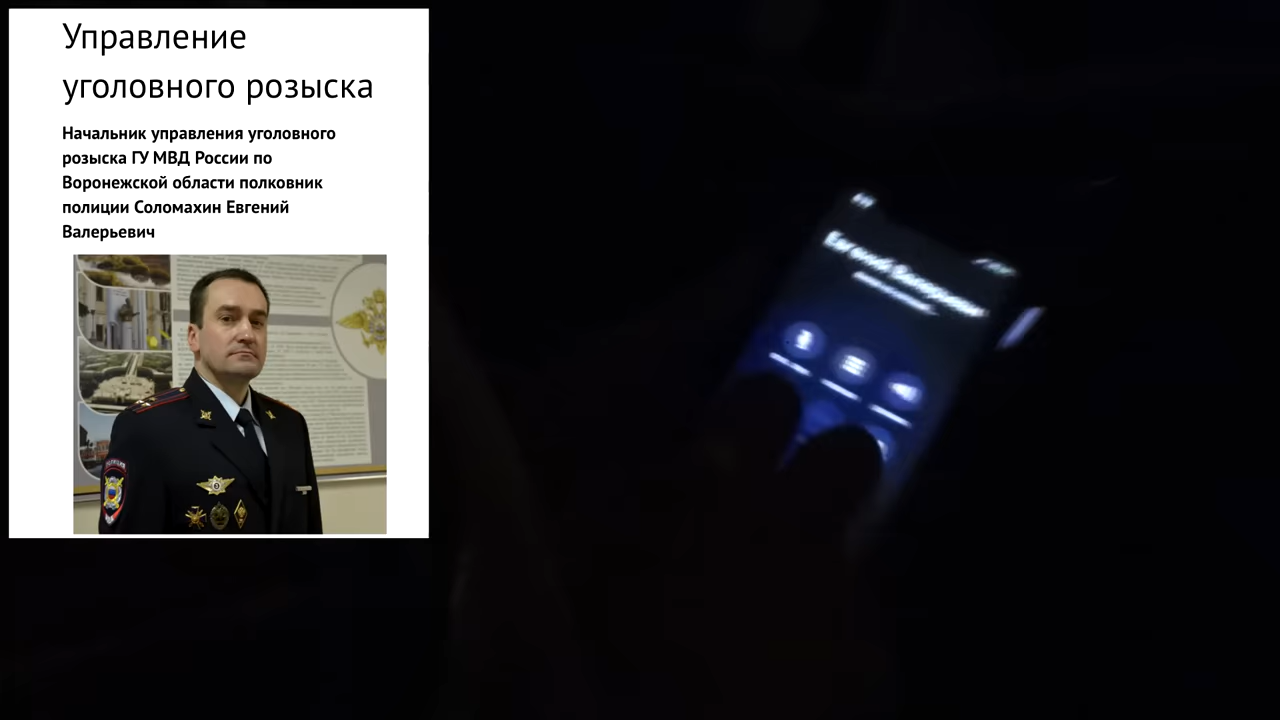 Управление
уголовного розыска
Начальник управления уголовного
розыска ГУ МВД России по
Воронежской области полковник
полиции Соломахин Евгений
Валерьевич